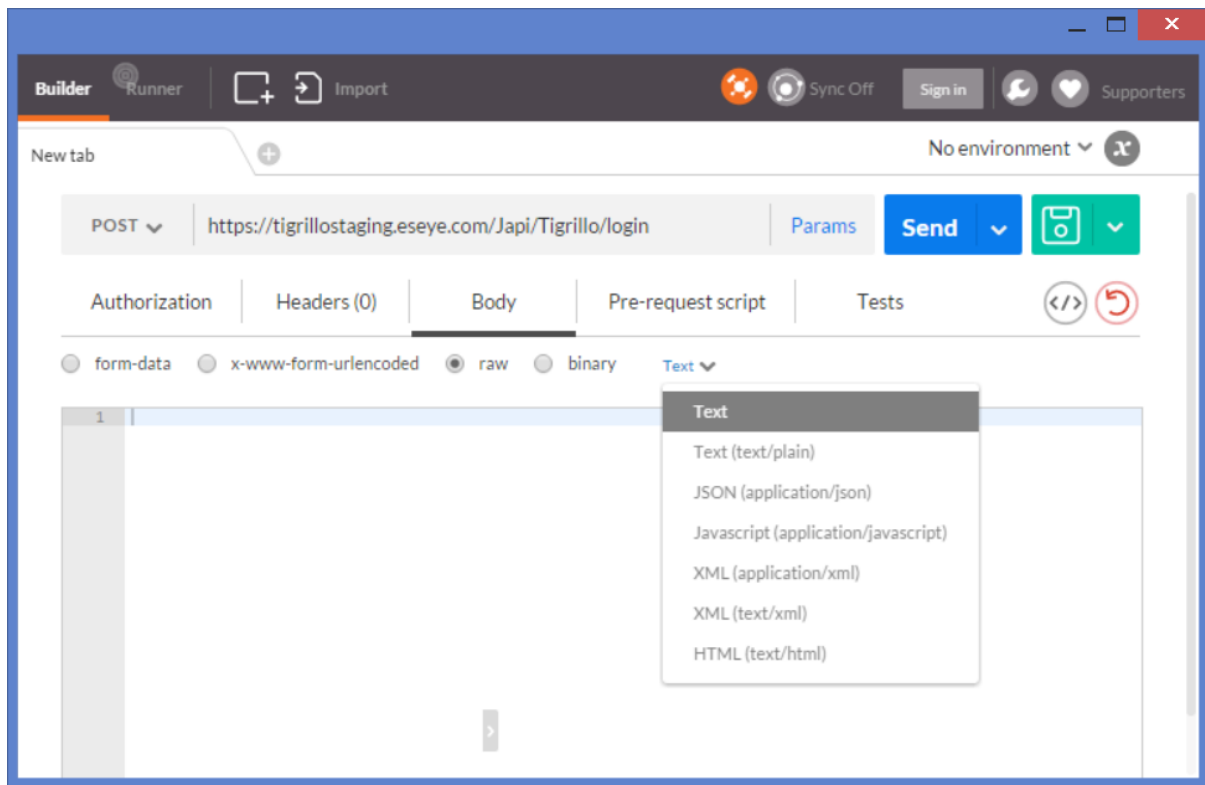 Builder Runner Import Sync Off Sign in Supporters
New tab No environment x
POST https://tigrillostaging.eseye.com/Japi/Tigrillo/login Params Send
Authorization Headers (0) Body Pre-request script Tests </>
form-data x-www-form-urlencoded raw binary Text
1
Text
Text (text/plain)
JSON (application/json)
Javascript (application/javascript)
XML (application/xml)
XML (text/xml)
HTML (text/html)